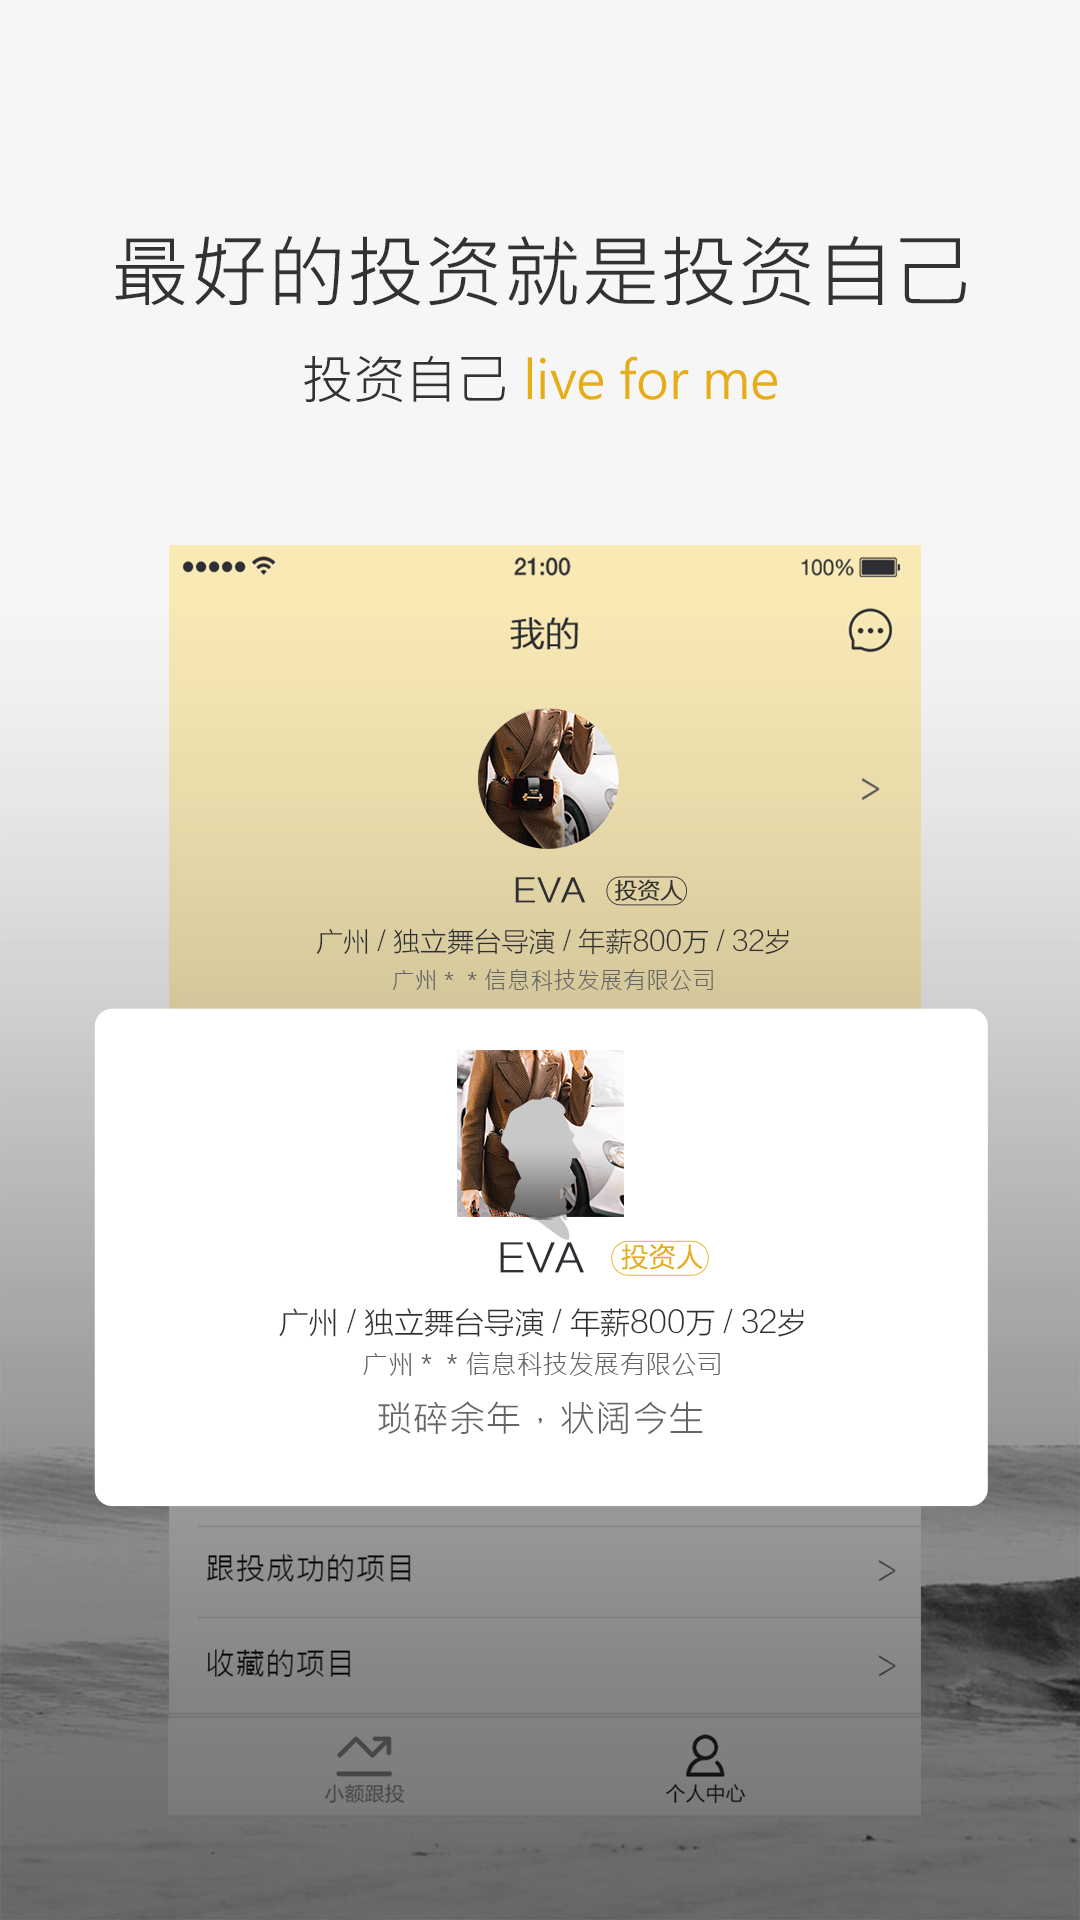 最好的投资就是投资自己
投资自己 live for me
21:00
100%
我的
EVA 投资人
广州 / 独立舞台导演 / 年薪800万 / 32岁
广州 * * 信息科技发展有限公司
EVA 投资人
广州 / 独立舞台导演 / 年薪800万 / 32岁
广州 * * 信息科技发展有限公司
琐碎余年，状阔今生
跟投成功的项目
收藏的项目
小额跟投
个人中心